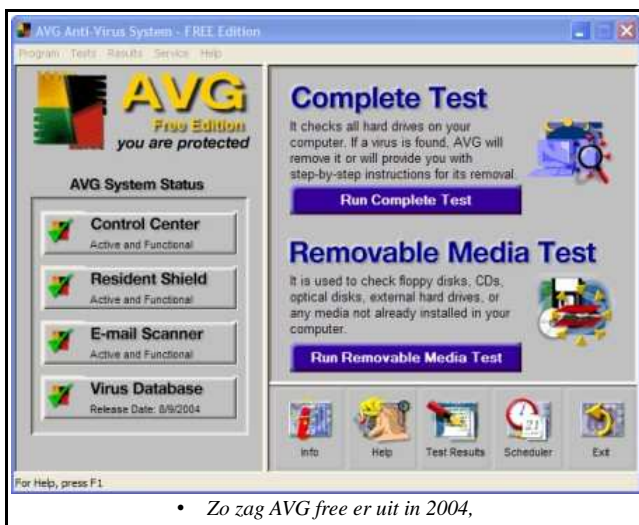 AVG Anti-Virus System - FREE Edition
Program Tests Results Service Help
AVG
Free Edition
you are protected
AVG System Status
Control Center
Active and Functional
Resident Shield
Active and Functional
E-mail Scanner
Active and Functional
Virus Database
Release Date: 8/9/2004
Complete Test
It checks all hard drives on your
computer. If a virus is found, AVG will
remove it or will provide you with
step-by-step instructions for its removal.
Run Complete Test
Removable Media Test
It is used to check floppy disks, CDs,
optical disks, external hard drives, or
any media not already installed in your
computer.
Run Removable Media Test
Info
Help
Test Results
21
Scheduler
Exit
For Help, press F1
• Zo zag AVG free er uit in 2004,